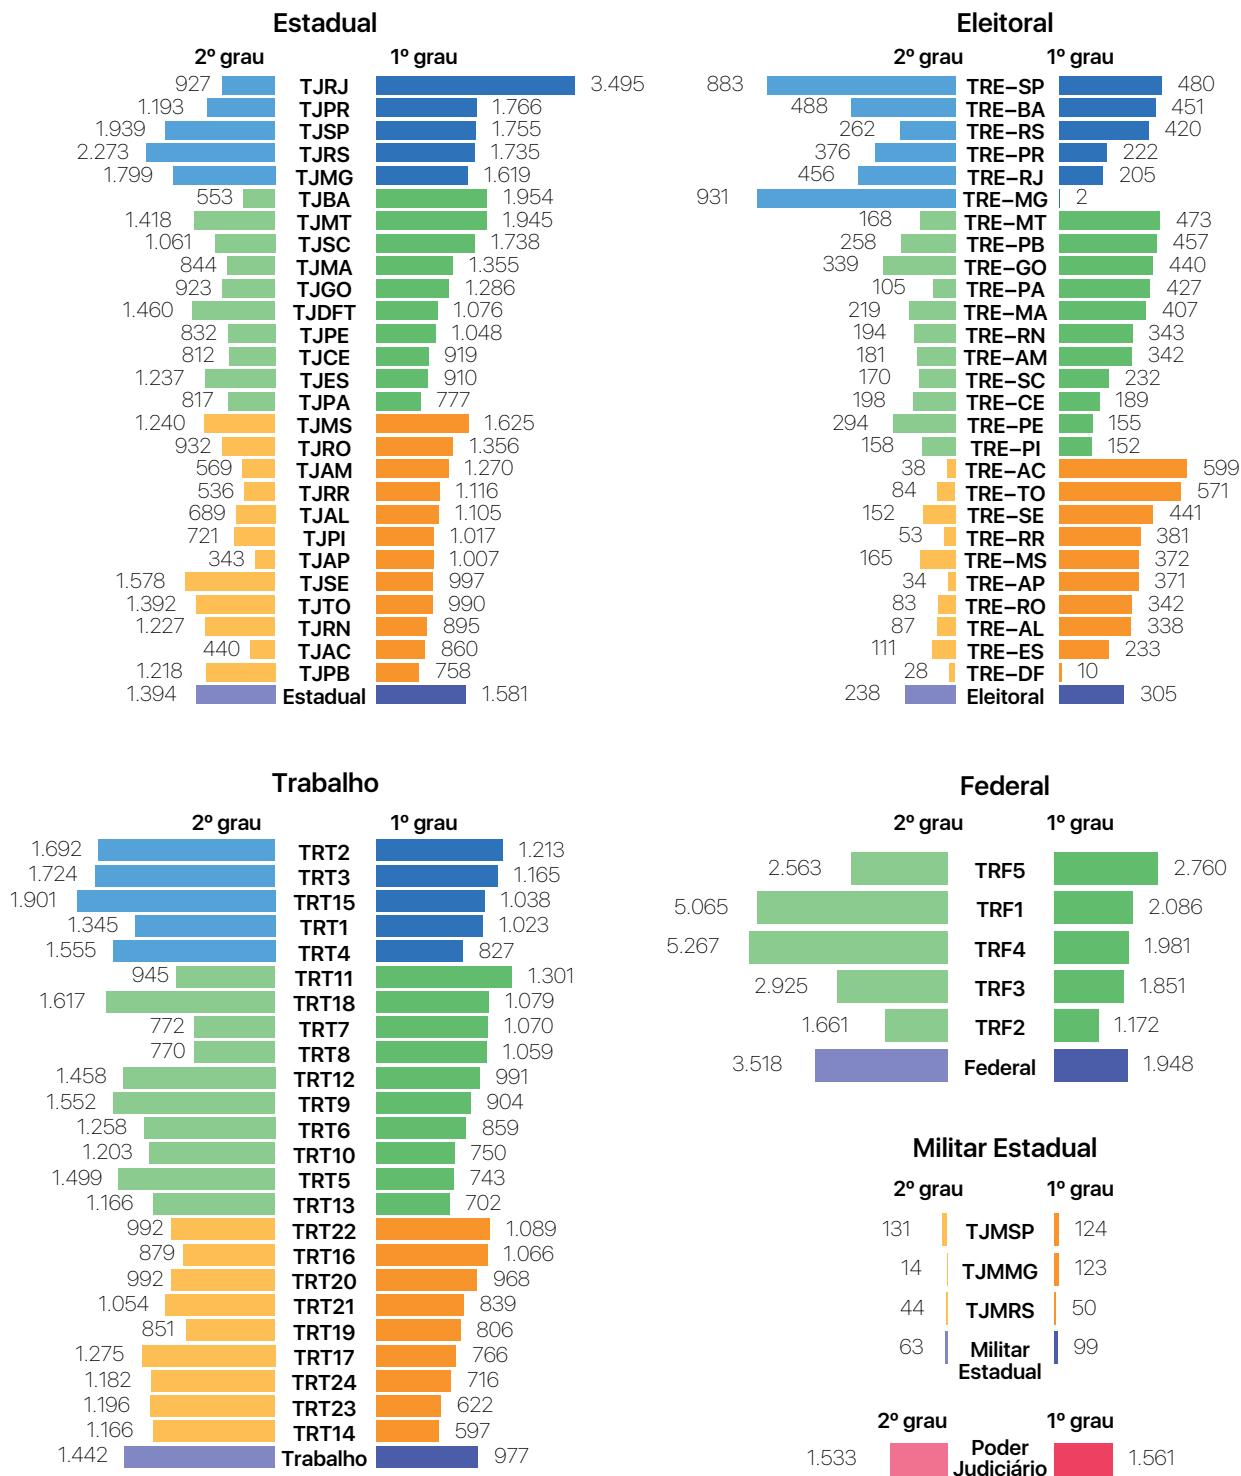 Estadual
2º grau 1º grau
927 TJRJ 3.495
1.193 TJPR 1.766
1.939 TJSP 1.755
2.273 TJRS 1.735
1.799 TJMG 1.619
553 TJBA 1.954
1.418 TJMT 1.945
1.061 TJSC 1.738
844 TJMA 1.355
923 TJGO 1.286
1.460 TJDFT 1.076
832 TJPE 1.048
812 TJCE 919
1.237 TJES 910
817 TJPA 777
1.240 TJMS 1.625
932 TJRO 1.356
569 TJAM 1.270
536 TJRR 1.116
689 TJAL 1.105
721 TJPI 1.017
343 TJAP 1.007
1.578 TJSE 997
1.392 TJTO 990
1.227 TJRN 895
440 TJAC 860
1.218 TJPB 758
1.394 Estadual 1.581
Eleitoral
2º grau 1º grau
883 TRE–SP 480
488 TRE–BA 451
262 TRE–RS 420
376 TRE–PR 222
456 TRE–RJ 205
931 TRE–MG 2
168 TRE–MT 473
258 TRE–PB 457
339 TRE–GO 440
105 TRE–PA 427
219 TRE–MA 407
194 TRE–RN 343
181 TRE–AM 342
170 TRE–SC 232
198 TRE–CE 189
294 TRE–PE 155
158 TRE–PI 152
38 TRE–AC 599
84 TRE–TO 571
152 TRE–SE 441
53 TRE–RR 381
165 TRE–MS 372
34 TRE–AP 371
83 TRE–RO 342
87 TRE–AL 338
111 TRE–ES 233
28 TRE–DF 10
238 Eleitoral 305
Trabalho
2º grau 1º grau
1.692 TRT2 1.213
1.724 TRT3 1.165
1.901 TRT15 1.038
1.345 TRT1 1.023
1.555 TRT4 827
945 TRT11 1.301
1.617 TRT18 1.079
772 TRT7 1.070
770 TRT8 1.059
1.458 TRT12 991
1.552 TRT9 904
1.258 TRT6 859
1.203 TRT10 750
1.499 TRT5 743
1.166 TRT13 702
992 TRT22 1.089
879 TRT16 1.066
992 TRT20 968
1.054 TRT21 839
851 TRT19 806
1.275 TRT17 766
1.182 TRT24 716
1.196 TRT23 622
1.166 TRT14 597
1.442 Trabalho 977
Federal
2º grau 1º grau
2.563 TRF5 2.760
5.065 TRF1 2.086
5.267 TRF4 1.981
2.925 TRF3 1.851
1.661 TRF2 1.172
3.518 Federal 1.948
Militar Estadual
2º grau 1º grau
131 TJMSP 124
14 TJMMG 123
44 TJMRS 50
63 Militar 99
Estadual
2º grau 1º grau
1.533 Poder 1.561
Judiciário